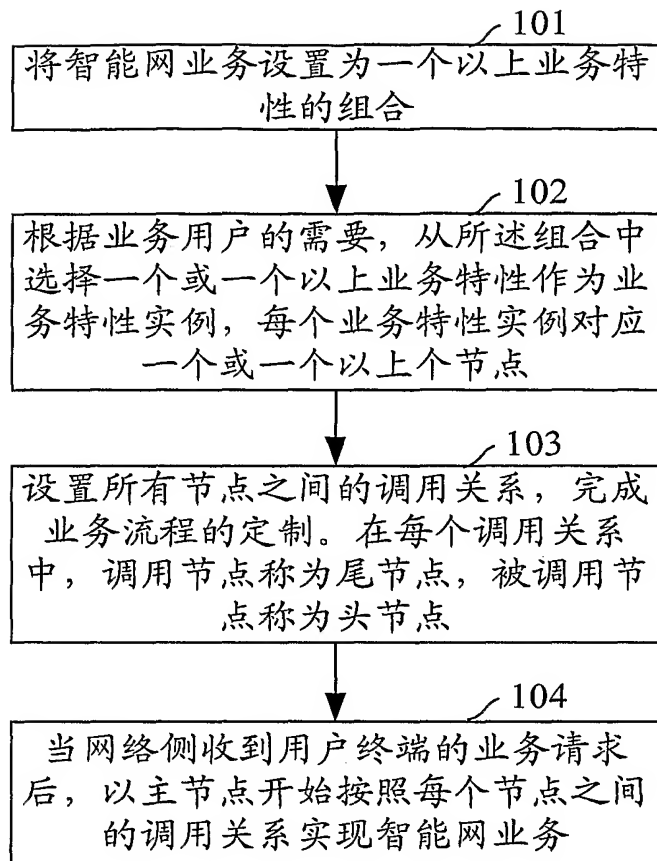 101
将智能网业务设置为一个以上业务特
性的组合
102
根据业务用户的需要，从所述组合中
选择一个或一个以上业务特性作为业
务特性实例，每个业务特性实例对应
一个或一个以上个节点
103
设置所有节点之间的调用关系，完成
业务流程的定制。在每个调用关系
中，调用节点称为尾节点，被调用节
点称为头节点
104
当网络侧收到用户终端的业务请求
后，以主节点开始按照每个节点之间
的调用关系实现智能网业务